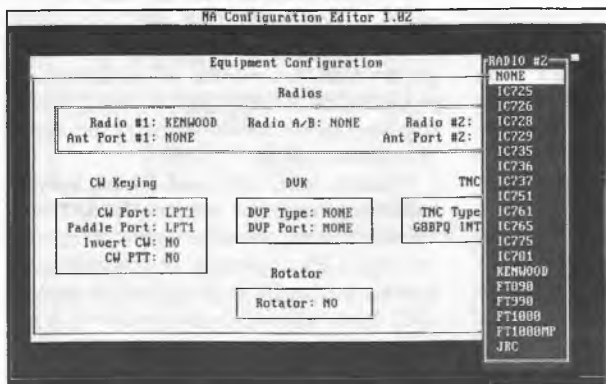 NA Configuration Editor 1.02
Equipment Configuration
Radios
Radio #1: KENWOOD Radio A/B: NONE Radio #2:
Ant Port #1: NONE Ant Port #2:
CW Keying DVK TNC
CW Port: LPT1 DVP Type: NONE TNC Type
Paddle Port: LPT1 DVP Port: NONE G8BPQ INT
Invert CW: NO
CW PTT: NO
Rotator
Rotator: NO
RADIO #2
NONE
IC725
IC726
IC728
IC729
IC735
IC736
IC737
IC751
IC761
IC765
IC775
IC781
KENWOOD
FT890
FT990
FT1000
FT1000MP
JRC